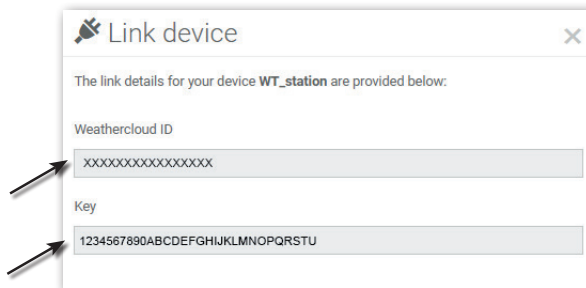 Link device
The link details for your device WT_station are provided below:
Weathercloud ID
XXXXXXXXXXXXXXXX
Key
1234567890ABCDEFGHIJKLMNOPQRSTU